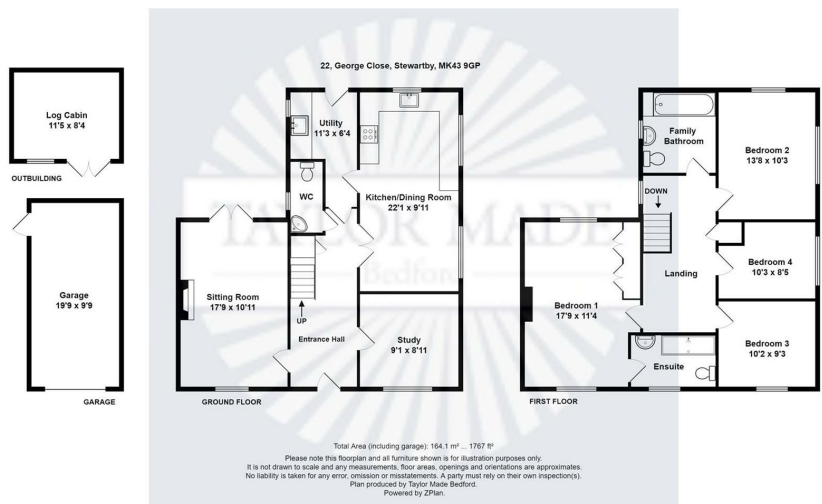 22, George Close, Stewartby, MK43 9GP
Log Cabin
11'5 x 8'4
OUTBUILDING
Garage
19'9 x 9'9
GARAGE
Utility
11'3 x 6'4
WC
Kitchen/Dining Room
22'1 x 9'11
Sitting Room
17'9 x 10'11
UP
Entrance Hall
Study
9'1 x 8'11
GROUND FLOOR
Family
Bathroom
Bedroom 2
13'8 x 10'3
DOWN
Landing
Bedroom 4
10'3 x 8'5
Bedroom 1
17'9 x 11'4
Bedroom 3
10'2 x 9'3
Ensuite
FIRST FLOOR
TAYLOR MADE
Bedford
Total Area (including garage): 164.1 m² ... 1767 ft²
Please note this floorplan and all furniture shown is for illustration purposes only.
It is not drawn to scale and any measurements, floor areas, openings and orientations are approximates.
No liability is taken for any error, omission or misstatements. A party must rely on their own inspection(s).
Plan produced by Taylor Made Bedford.
Powered by ZPlan.